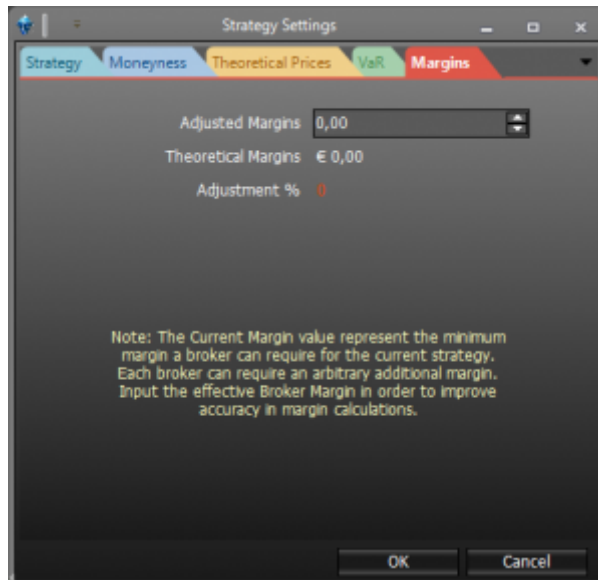 Strategy Settings
Strategy Moneyness Theoretical Prices VaR Margins
Adjusted Margins 0,00
Theoretical Margins € 0,00
Adjustment % 0
Note: The Current Margin value represent the minimum
margin a broker can require for the current strategy.
Each broker can require an arbitrary additional margin.
Input the effective Broker Margin in order to improve
accuracy in margin calculations.
OK Cancel